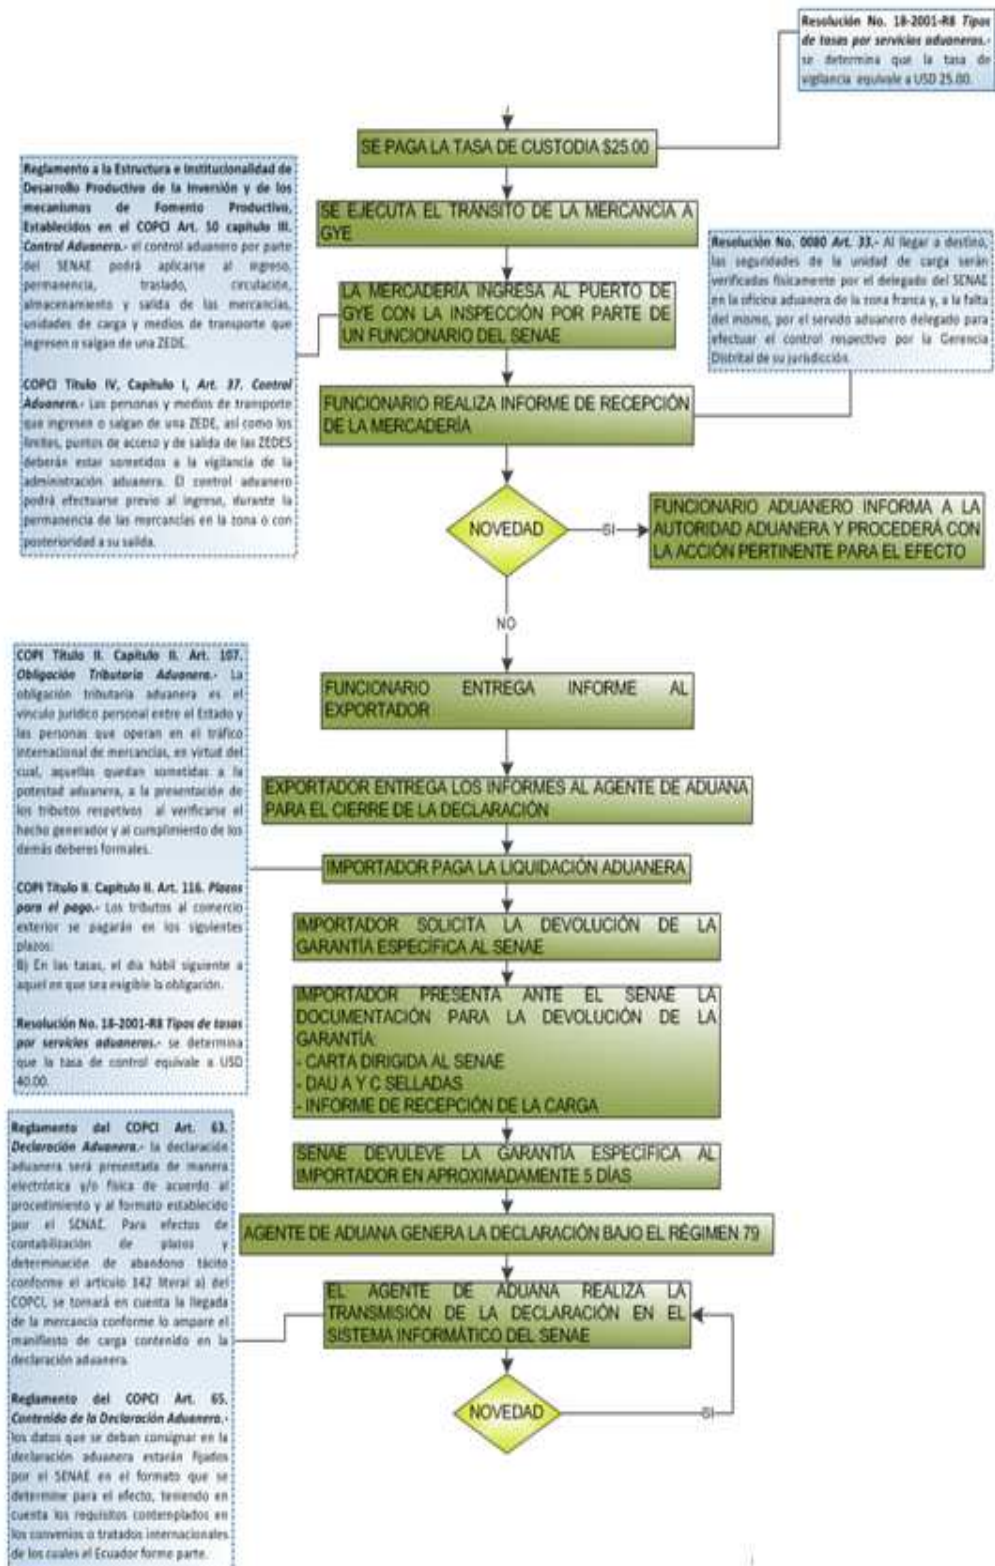 Resolución No. 18-2001-R8 Tipos
de tasas por servicios aduaneros.-
se determina que la tasa de
vigilancia equivale a USD 25.00.
SE PAGA LA TASA DE CUSTODIA $25.00
Reglamento a la Estructura e Institucionalidad de
Desarrollo Productivo de la Inversión y de los
mecanismos de Fomento Productivo,
Establecidos en el COPCI Art. 50 capítulo III.
Control Aduanero.- el control aduanero por parte
del SENAE podrá aplicarse al ingreso,
permanencia, traslado, circulación,
almacenamiento y salida de las mercancías,
unidades de carga y medios de transporte que
ingresen o salgan de una ZEDE.
COPCI Título IV, Capítulo I, Art. 37. Control
Aduanero.- Las personas y medios de transporte
que ingresen o salgan de una ZEDE, así como los
límites, puntos de acceso y de salida de las ZEDES
deberán estar sometidos a la vigilancia de la
administración aduanera. El control aduanero
podrá efectuarse previo al ingreso, durante la
permanencia de las mercancías en la zona o con
posterioridad a su salida.
SE EJECUTA EL TRÁNSITO DE LA MERCANCÍA A
GYE
Resolución No. 0080 Art. 33.- Al llegar a destino,
las seguridades de la unidad de carga serán
verificadas físicamente por el delegado del SENAE
en la oficina aduanera de la zona franca y, a la falta
del mismo, por el servido aduanero delegado para
efectuar el control respectivo por la Gerencia
Distrital de su jurisdicción.
LA MERCADERÍA INGRESA AL PUERTO DE
GYE CON LA INSPECCIÓN POR PARTE DE
UN FUNCIONARIO DEL SENAE
FUNCIONARIO REALIZA INFORME DE RECEPCIÓN
DE LA MERCADERÍA
NOVEDAD
SI
FUNCIONARIO ADUANERO INFORMA A LA
AUTORIDAD ADUANERA Y PROCEDERÁ CON
LA ACCIÓN PERTINENTE PARA EL EFECTO
NO
COPI Título II. Capítulo II. Art. 107.
Obligación Tributaria Aduanera.- La
obligación tributaria aduanera es el
vínculo jurídico personal entre el Estado y
las personas que operan en el tráfico
internacional de mercancías, en virtud del
cual, aquellas quedan sometidas a la
potestad aduanera, a la presentación de
los tributos respetivos al verificarse el
hecho generador y al cumplimiento de los
demás deberes formales.
COPI Título II. Capítulo II. Art. 116. Plazos
para el pago.- Los tributos al comercio
exterior se pagarán en los siguientes
plazos:
B) En las tasas, el día hábil siguiente a
aquel en que sea exigible la obligación.
Resolución No. 18-2001-R8 Tipos de tasas
por servicios aduaneros.- se determina
que la tasa de control equivale a USD
40.00.
FUNCIONARIO ENTREGA INFORME AL
EXPORTADOR
EXPORTADOR ENTREGA LOS INFORMES AL AGENTE DE ADUANA
PARA EL CIERRE DE LA DECLARACIÓN
IMPORTADOR PAGA LA LIQUIDACIÓN ADUANERA
IMPORTADOR SOLICITA LA DEVOLUCIÓN DE LA
GARANTÍA ESPECÍFICA AL SENAE
IMPORTADOR PRESENTA ANTE EL SENAE LA
DOCUMENTACIÓN PARA LA DEVOLUCIÓN DE LA
GARANTÍA:
- CARTA DIRIGIDA AL SENAE
- DAU A Y C SELLADAS
- INFORME DE RECEPCIÓN DE LA CARGA
SENAE DEVULEVE LA GARANTÍA ESPECÍFICA AL
IMPORTADOR EN APROXIMADAMENTE 5 DÍAS
AGENTE DE ADUANA GENERA LA DECLARACIÓN BAJO EL RÉGIMEN 79
Reglamento del COPCI Art. 63.
Declaración Aduanera.- la declaración
aduanera será presentada de manera
electrónica y/o física de acuerdo al
procedimiento y al formato establecido
por el SENAE. Para efectos de
contabilización de plazos y
determinación de abandono tácito
conforme el artículo 142 literal a) del
COPCI, se tomará en cuenta la llegada
de la mercancía conforme lo ampare el
manifiesto de carga contenido en la
declaración aduanera.
Reglamento del COPCI Art. 65.
Contenido de la Declaración Aduanera.-
los datos que se deban consignar en la
declaración aduanera estarán fijados
por el SENAE en el formato que se
determine para el efecto, teniendo en
cuenta los requisitos contemplados en
los convenios o tratados internacionales
de los cuales el Ecuador forme parte.
EL AGENTE DE ADUANA REALIZA LA
TRANSMISIÓN DE LA DECLARACIÓN EN EL
SISTEMA INFORMÁTICO DEL SENAE
NOVEDAD
SI